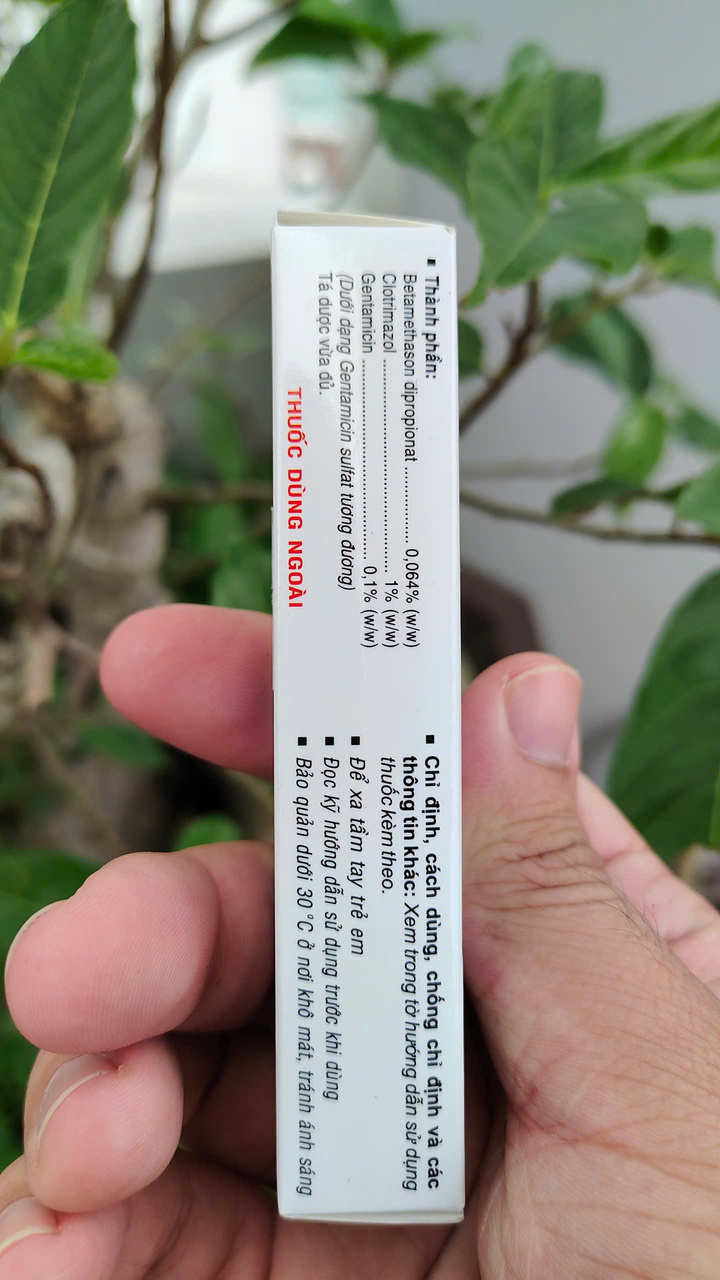 ▪ Thành phần:
Betamethason dipropionat .................. 0,064% (w/w)
Clotrimazol ................................................ 1% (w/w)
Gentamicin .............................................. 0,1% (w/w)
(Dưới dạng Gentamicin sulfat tương đương)
Tá dược vừa đủ.
THUỐC DÙNG NGOÀI
▪ Chỉ định, cách dùng, chống chỉ định và các
thông tin khác: Xem trong tờ hướng dẫn sử dụng
thuốc kèm theo.
▪ Để xa tầm tay trẻ em
▪ Đọc kỹ hướng dẫn sử dụng trước khi dùng
▪ Bảo quản dưới 30°C ở nơi khô mát, tránh ánh sáng